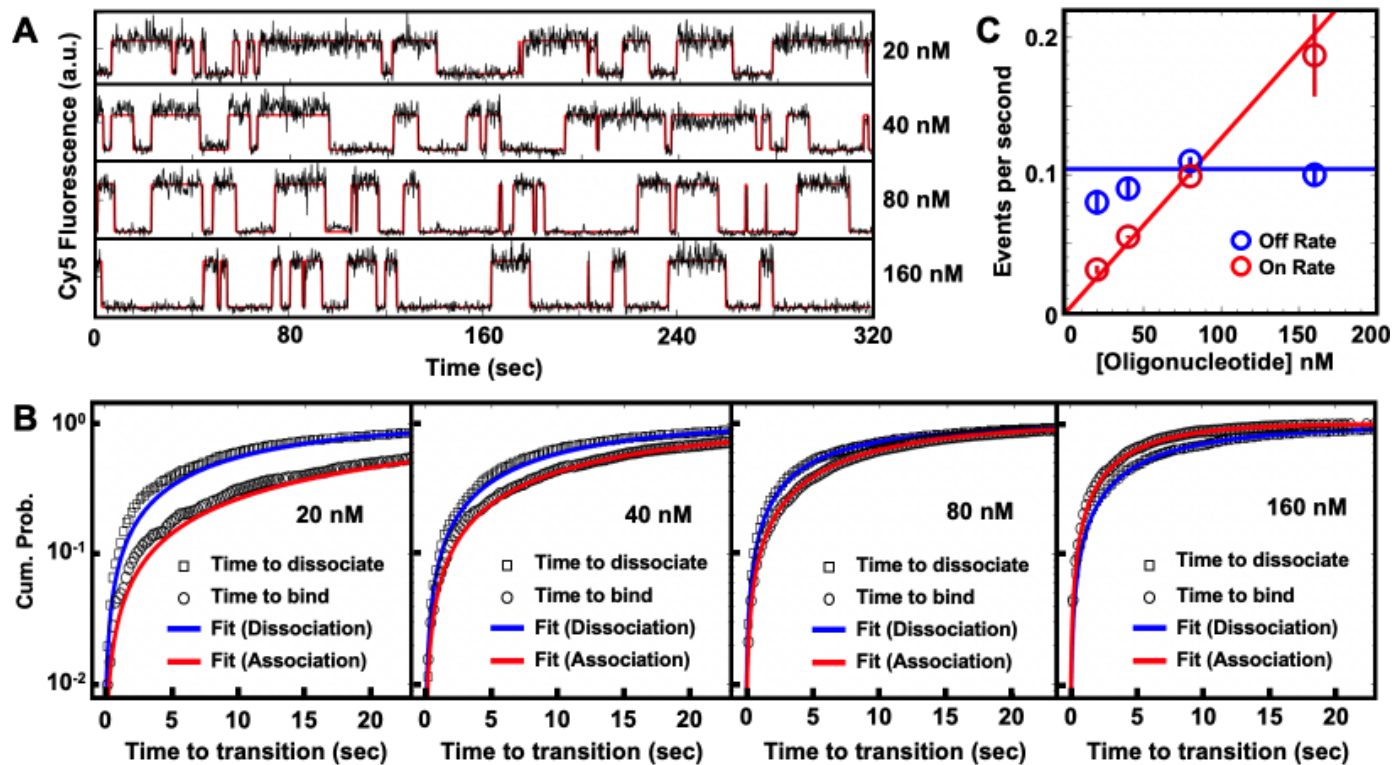 A
Cy5 Fluorescence (a.u.)
20 nM
40 nM
80 nM
160 nM
0 80 160 240 320
Time (sec)
C
Events per second
0.2
0.1
0
Off Rate
On Rate
0 50 100 150 200
[Oligonucleotide] nM
B
Cum. Prob.
10⁰
10⁻¹
10⁻²
20 nM
Time to dissociate
Time to bind
Fit (Dissociation)
Fit (Association)
0 5 10 15 20
Time to transition (sec)
40 nM
Time to dissociate
Time to bind
Fit (Dissociation)
Fit (Association)
0 5 10 15 20
Time to transition (sec)
80 nM
Time to dissociate
Time to bind
Fit (Dissociation)
Fit (Association)
0 5 10 15 20
Time to transition (sec)
160 nM
Time to dissociate
Time to bind
Fit (Dissociation)
Fit (Association)
0 5 10 15 20
Time to transition (sec)